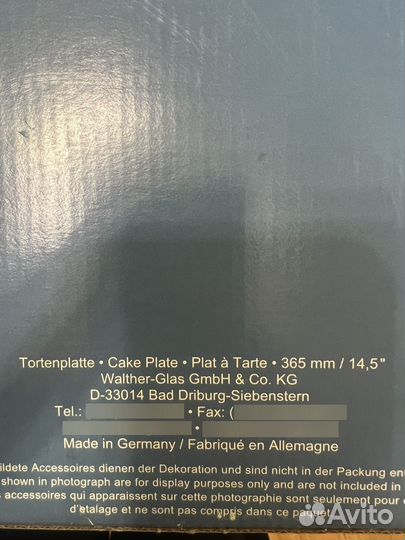 Tortenplatte • Cake Plate • Plat à Tarte • 365 mm / 14,5"
Walther-Glas GmbH & Co. KG
D-33014 Bad Driburg-Siebenstern
Tel.: • Fax: (
•
Made in Germany / Fabriqué en Allemagne
ildete Accessoires dienen der Dekoration und sind nicht in der Packung ent
shown in photograph are for display purposes only and are not included in
s accessoires qui apparaissent sur cette photographie sont seulement pour
d'étalage et ne sont pas compris dans ce paquet
Avito